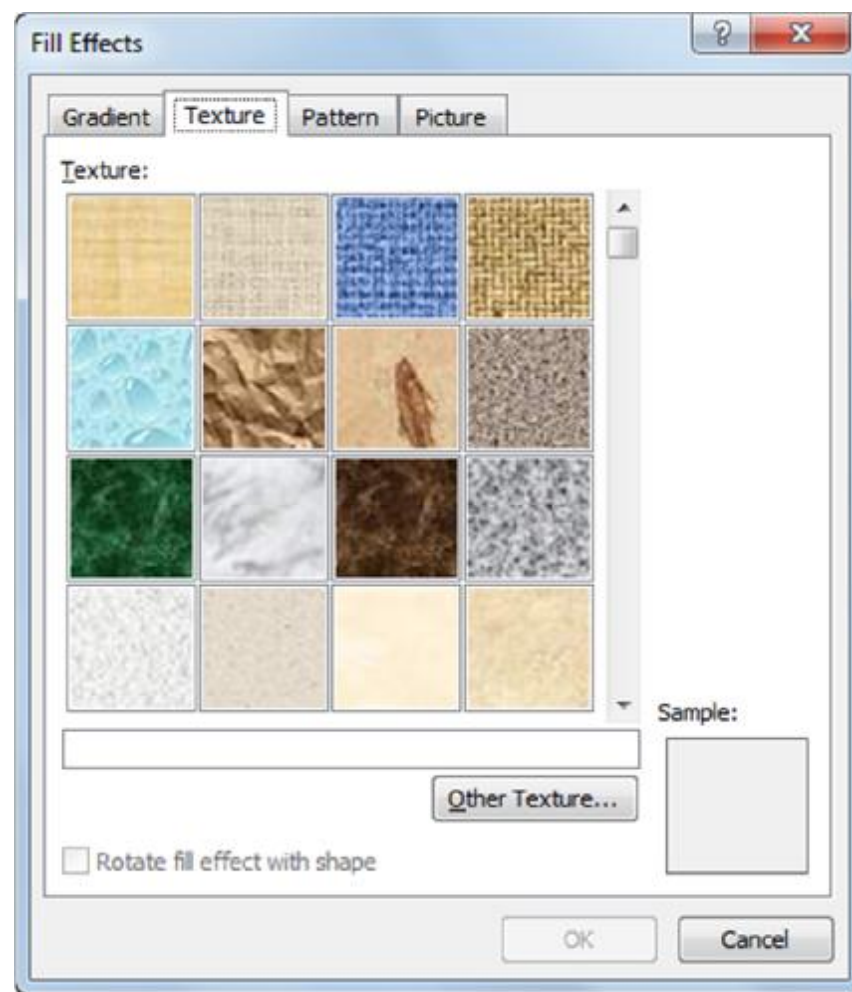 Fill Effects
Gradient Texture Pattern Picture
Texture:
Sample:
Other Texture...
Rotate fill effect with shape
OK Cancel